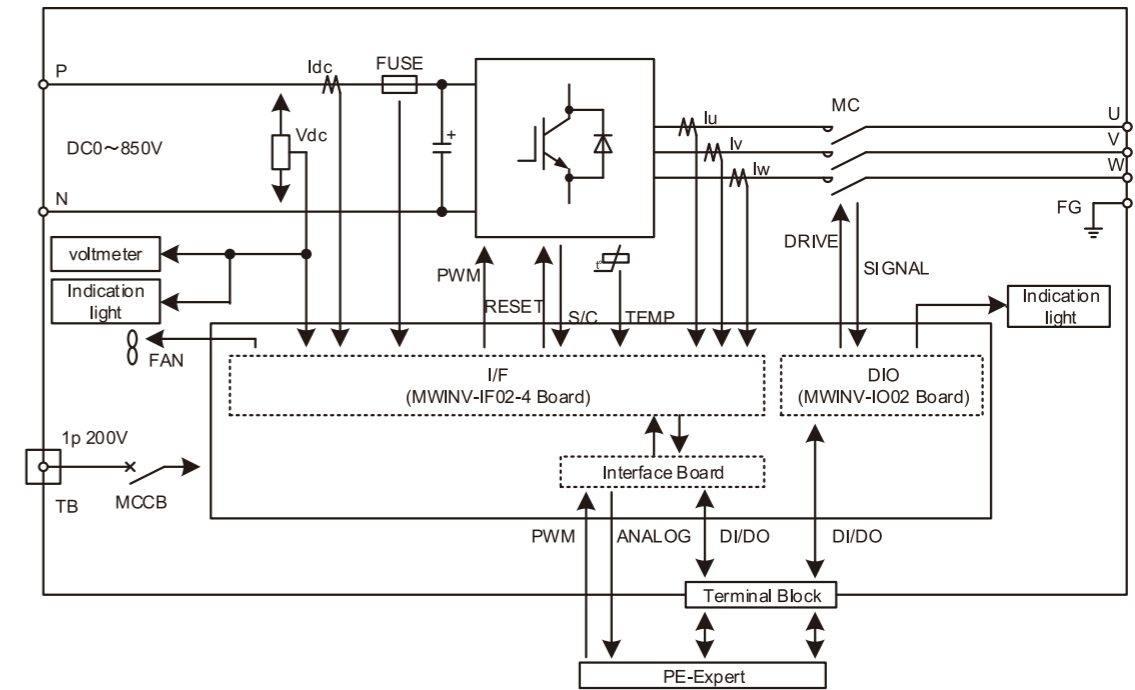 P
Idc
FUSE
MC
U
Iu
+
Vdc
V
DC0～850V
Iv
W
Iw
N
FG
DRIVE
voltmeter
t°
PWM
SIGNAL
Indication
light
RESET
Indication
light
S/C
TEMP
FAN
I/F
(MWINV-IF02-4 Board)
DIO
(MWINV-IO02 Board)
1p 200V
Interface Board
TB
MCCB
PWM
ANALOG
DI/DO
DI/DO
Terminal Block
PE-Expert